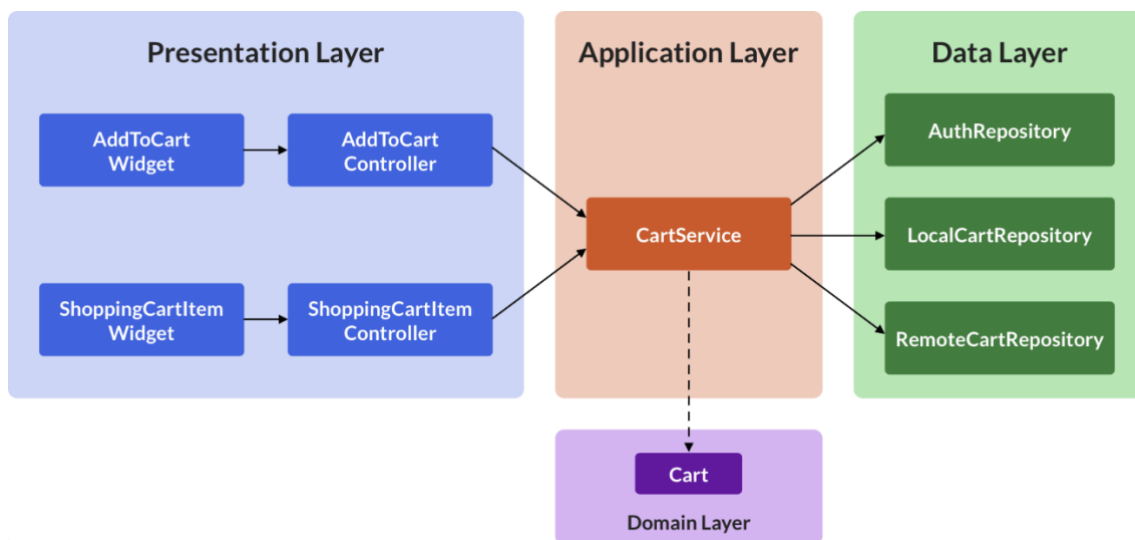 Presentation Layer
Application Layer
Data Layer
AddToCart
Widget
AddToCart
Controller
AuthRepository
CartService
LocalCartRepository
ShoppingCartItem
Widget
ShoppingCartItem
Controller
RemoteCartRepository
Cart
Domain Layer